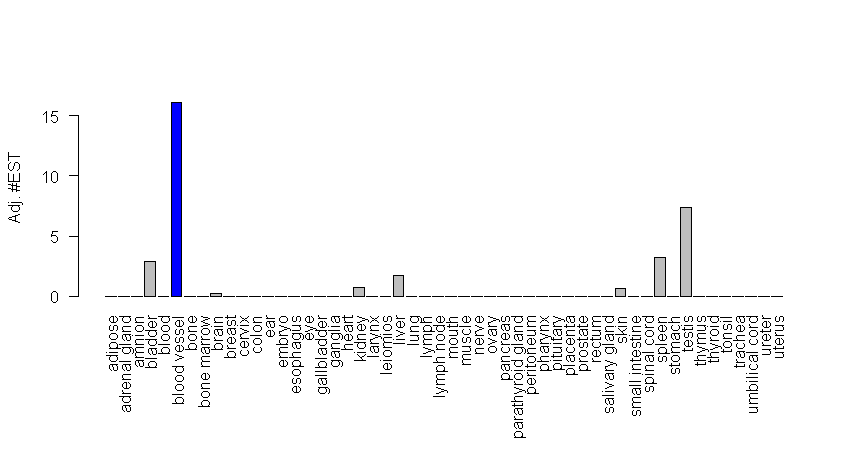 15
10
5
0
Adj. #EST
adipose
adrenal gland
amnion
bladder
blood
blood vessel
bone
bone marrow
brain
breast
cervix
colon
ear
embryo
esophagus
eye
gallbladder
ganglia
heart
kidney
larynx
leiomios
liver
lung
lymph
lymph node
mouth
muscle
nerve
ovary
pancreas
parathyroid gland
peritoneum
pharynx
pituitary
placenta
prostate
rectum
salivary gland
skin
small intestine
spinal cord
spleen
stomach
testis
thymus
thyroid
tonsil
trachea
umbilical cord
ureter
uterus